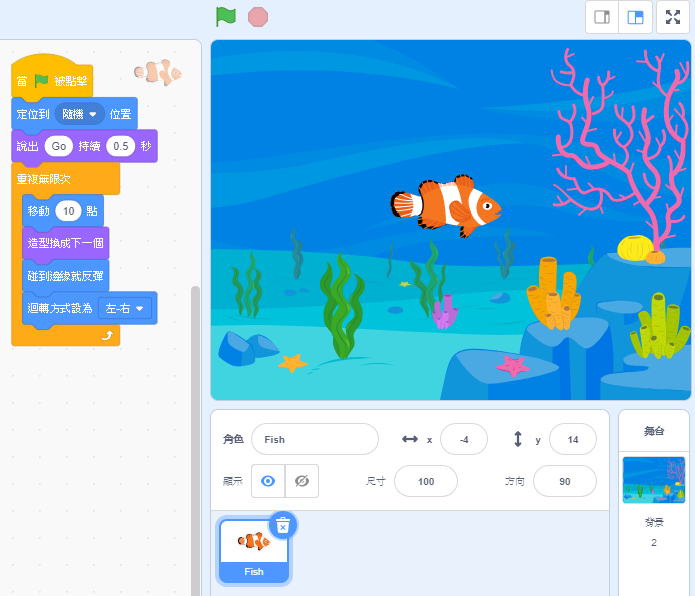 當 被點擊
定位到 隨機 位置
說出 Go 持續 0.5 秒
重複無限次
移動 10 點
造型換成下一個
碰到邊緣就反彈
迴轉方式設為 左-右
角色 Fish x -4 y 14
顯示 尺寸 100 方向 90
Fish
舞台
背景
2